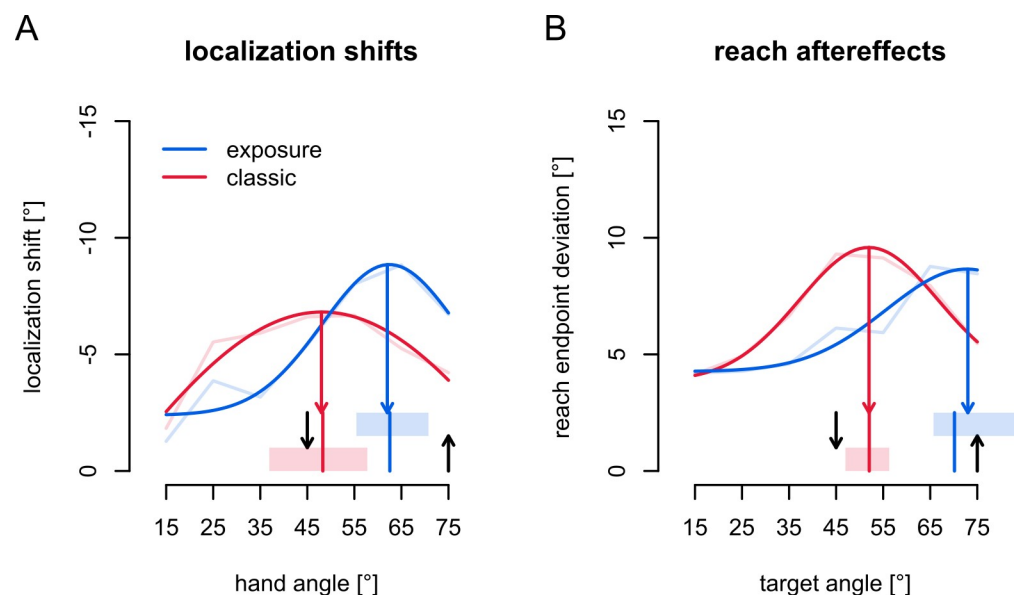 A
localization shifts
-15
-10
-5
0
localization shift [°]
exposure
classic
15 25 35 45 55 65 75
hand angle [°]
B
reach aftereffects
15
10
5
0
reach endpoint deviation [°]
15 25 35 45 55 65 75
target angle [°]